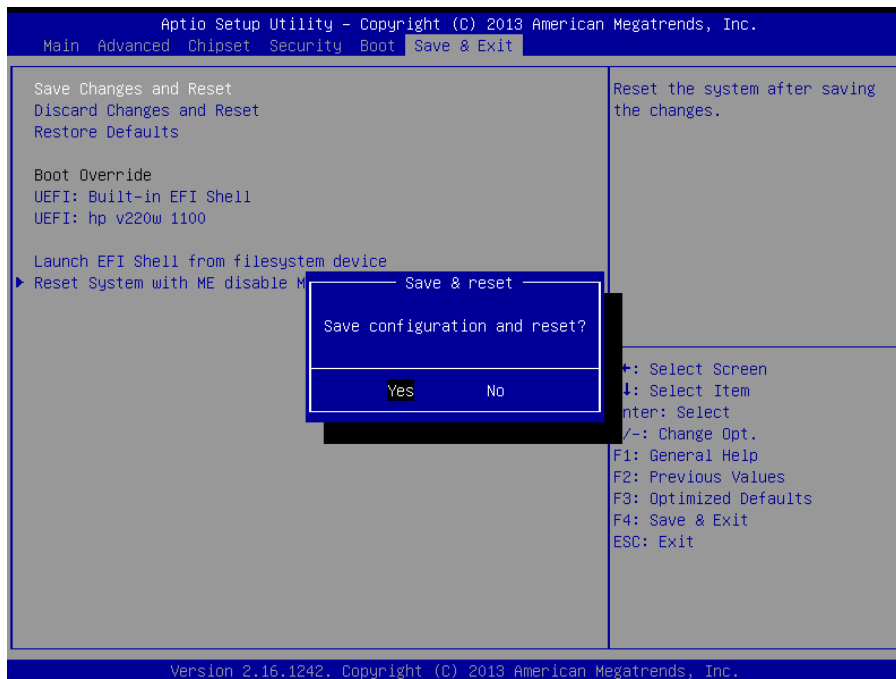 Aptio Setup Utility – Copyright (C) 2013 American Megatrends, Inc.
Main Advanced Chipset Security Boot Save & Exit
Save Changes and Reset
Discard Changes and Reset
Restore Defaults
Boot Override
UEFI: Built-in EFI Shell
UEFI: hp v220w 1100
Launch EFI Shell from filesystem device
Reset System with ME disable M
Reset the system after saving
the changes.
Save & reset
Save configuration and reset?
Yes No
←: Select Screen
↓: Select Item
nter: Select
/-: Change Opt.
F1: General Help
F2: Previous Values
F3: Optimized Defaults
F4: Save & Exit
ESC: Exit
Version 2.16.1242. Copyright (C) 2013 American Megatrends, Inc.